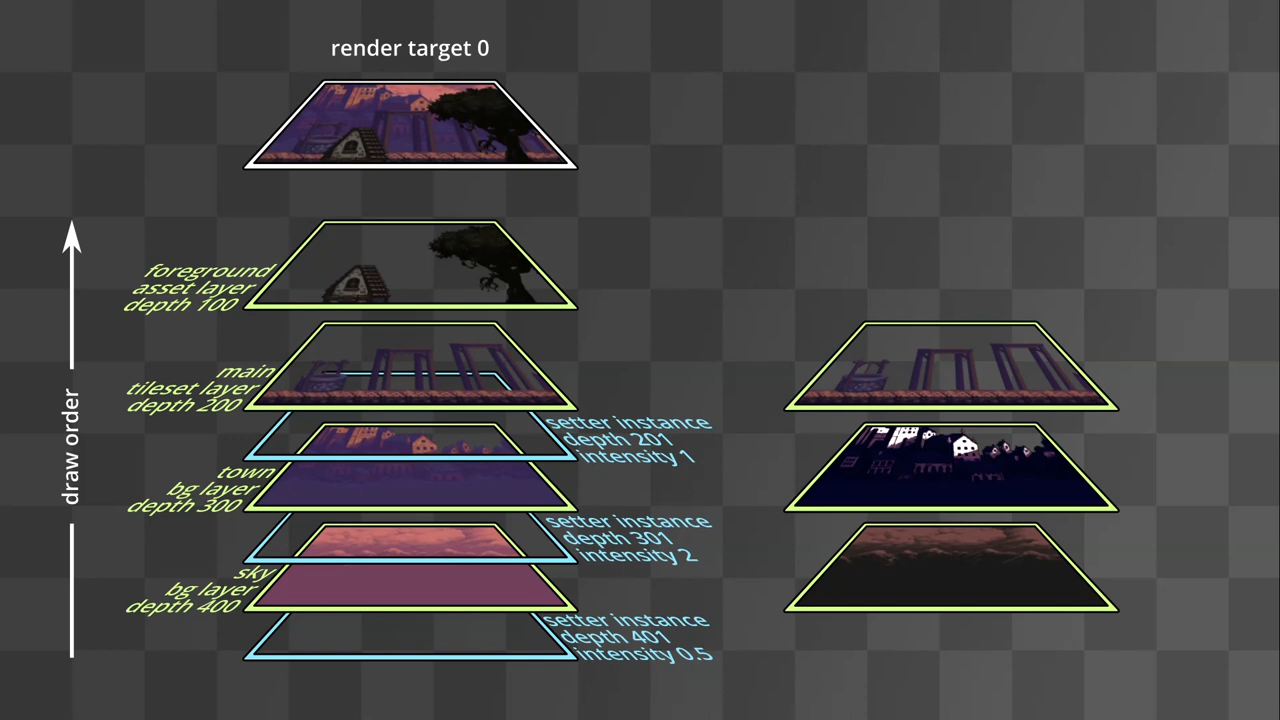 render target 0
foreground
asset layer
depth 100
main
tileset layer
depth 200
setter instance
depth 201
intensity 1
town
bg layer
depth 300
setter instance
depth 301
intensity 2
sky
bg layer
depth 400
setter instance
depth 401
intensity 0.5
draw order